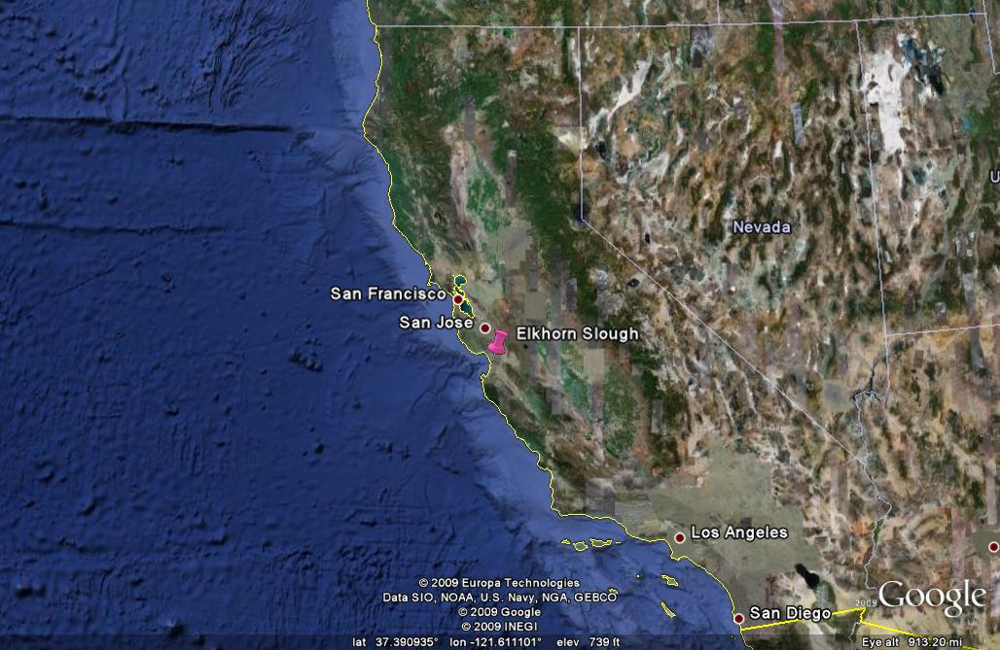 U
Nevada
San Francisco
San Jose
Elkhorn Slough
Los Angeles
© 2009 Europa Technologies
Data SIO, NOAA, U.S. Navy, NGA, GEBCO
© 2009 Google
© 2009 INEGI
©2009 Google
San Diego
lat 37.390935° lon -121.611101° elev 739 ft
Eye alt 913.20 mi